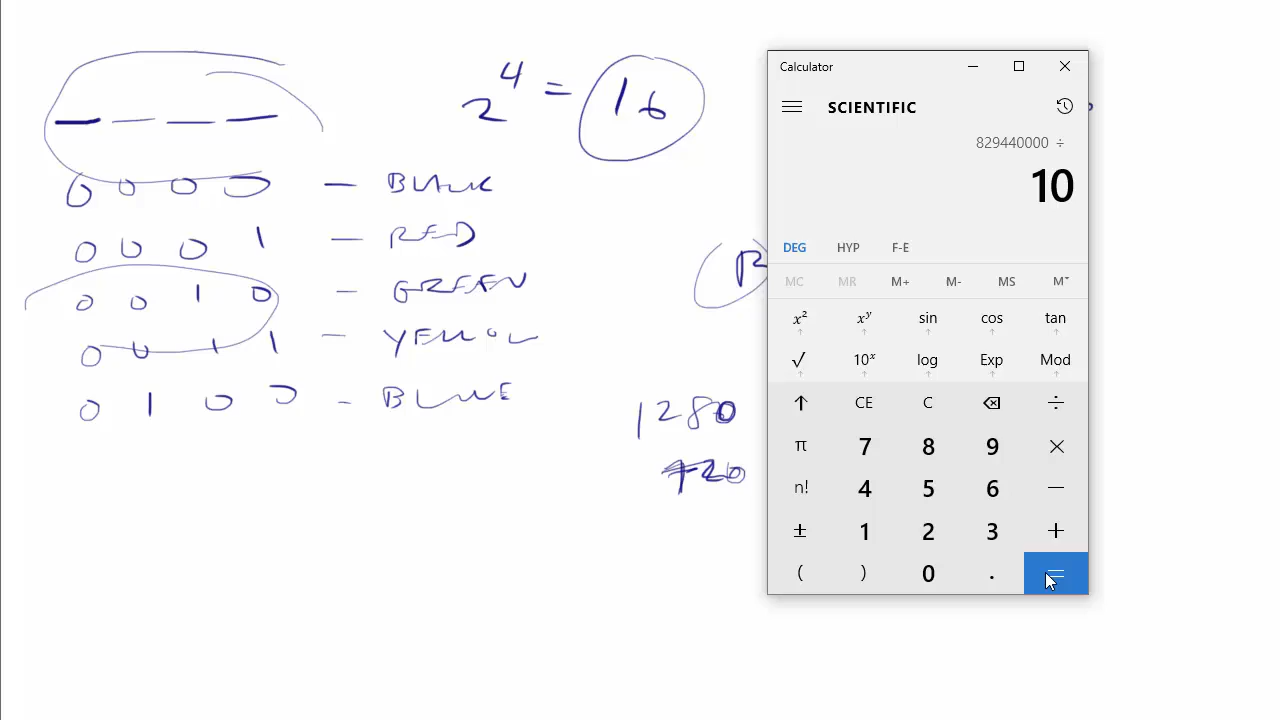 2^4 = 16
0 0 0 0 — BLACK
0 0 0 1 — RED
0 0 1 0 — GREEN
0 0 1 1 — YELLOW
0 1 0 0 - BLUE
1280
720
Calculator
SCIENTIFIC
829440000 ÷
10
DEG HYP F-E
MC MR M+ M- MS M˅
x² xʸ sin cos tan
√ 10ˣ log Exp Mod
↑ CE C ⌫ ÷
π 7 8 9 ×
n! 4 5 6 −
± 1 2 3 +
( ) 0 . =